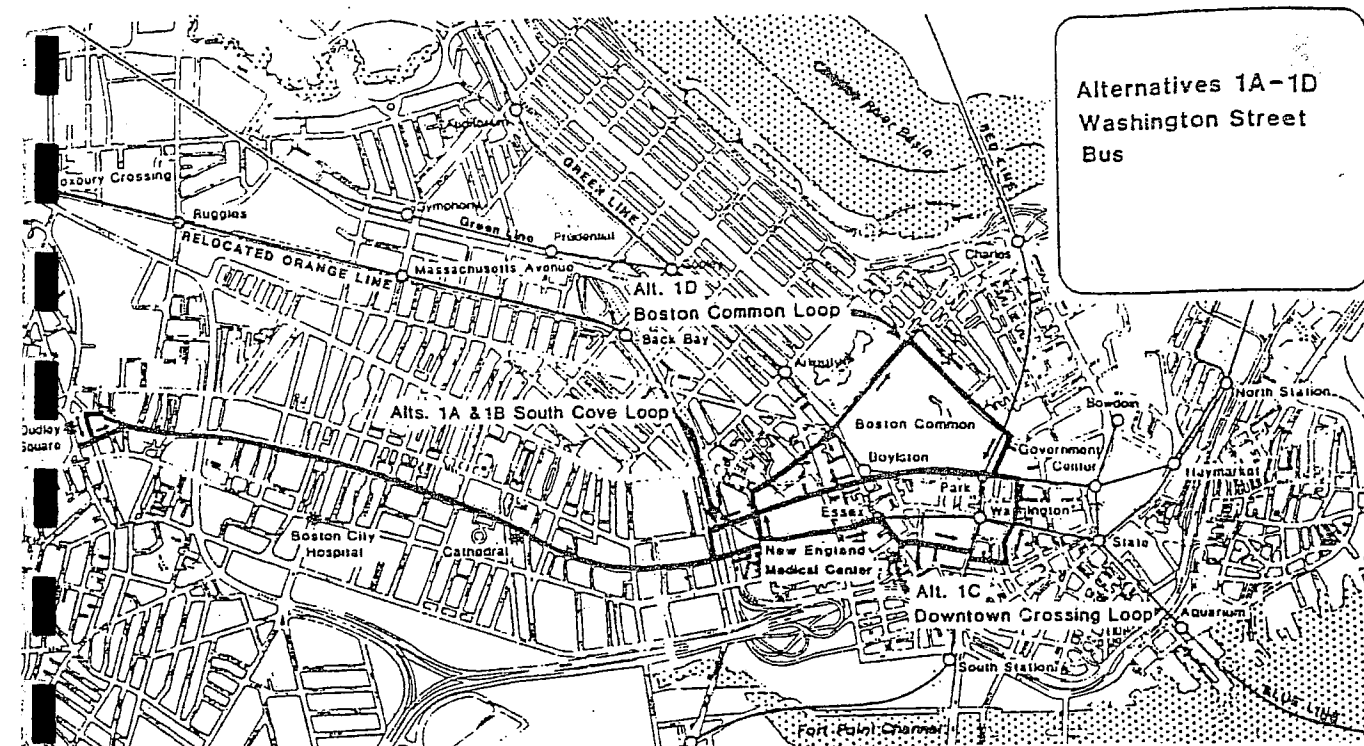 Alternatives 1A-1D
Washington Street
Bus
Charles River Basin
RED LINE
Auditorium
GREEN LINE
Roxbury Crossing
Ruggles
Symphony
Green Line
Prudential
Copley
RELOCATED ORANGE LINE
Massachusetts Avenue
Charles
Alt. 1D
Boston Common Loop
Back Bay
Arlington
North Station
Bowdoin
Alts. 1A & 1B South Cove Loop
Boston Common
Dudley
Square
Boylston
Government
Center
Haymarket
Park
Essex
Washington
State
Boston City
Hospital
Cathedral
New England
Medical Center
Alt. 1C
Downtown Crossing Loop
Aquarium
South Station
BLUE LINE
Fort Point Channel